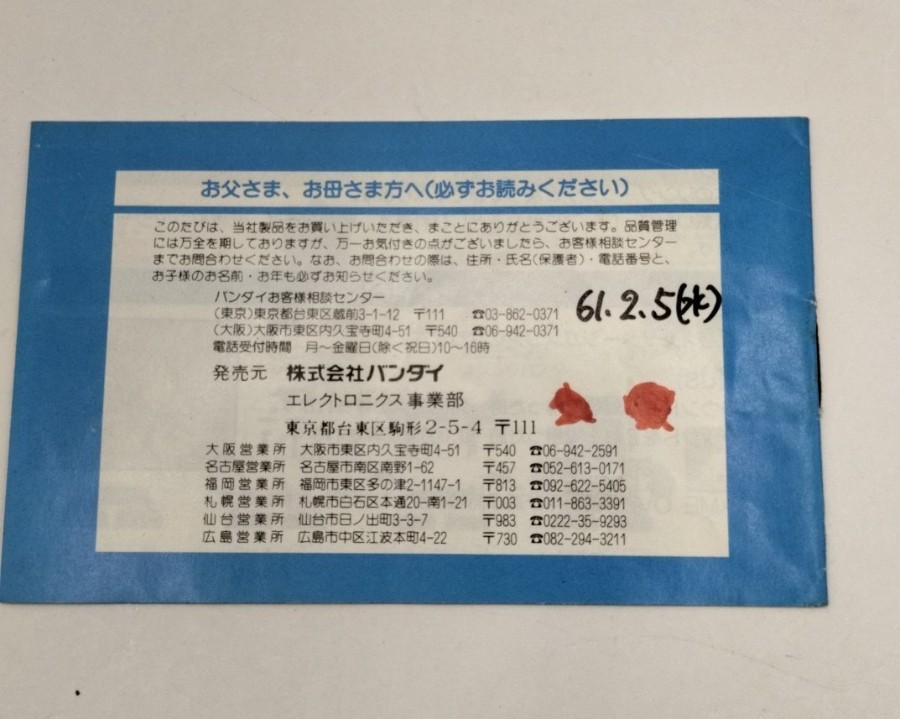 お父さま、お母さま方へ(必ずお読みください)
このたびは、当社製品をお買い上げいただき、まことにありがとうございます。品質管理
には万全を期しておりますが、万一お気付きの点がございましたら、お客様相談センター
までお問合わせください。なお、お問合わせの際は、住所・氏名(保護者)・電話番号と、
お子様のお名前・お年も必ずお知らせください。
バンダイお客様相談センター
(東京)東京都台東区蔵前3-1-12 〒111 ☎03-862-0371
61.2.5(水)
(大阪)大阪市東区内久宝寺町4-51 〒540 ☎06-942-0371
電話受付時間 月〜金曜日(除く祝日)10〜16時
発売元 株式会社バンダイ
エレクトロニクス事業部
東京都台東区駒形2-5-4 〒111
大阪営業所 大阪市東区内久宝寺町4-51 〒540 ☎06-942-2591
名古屋営業所 名古屋市南区南野1-62 〒457 ☎052-613-0171
福岡営業所 福岡市東区多の津2-1147-1 〒813 ☎092-622-5405
札幌営業所 札幌市白石区本通20-南1-21 〒003 ☎011-863-3391
仙台営業所 仙台市日ノ出町3-3-7 〒983 ☎0222-35-9293
広島営業所 広島市中区江波本町4-22 〒730 ☎082-294-3211